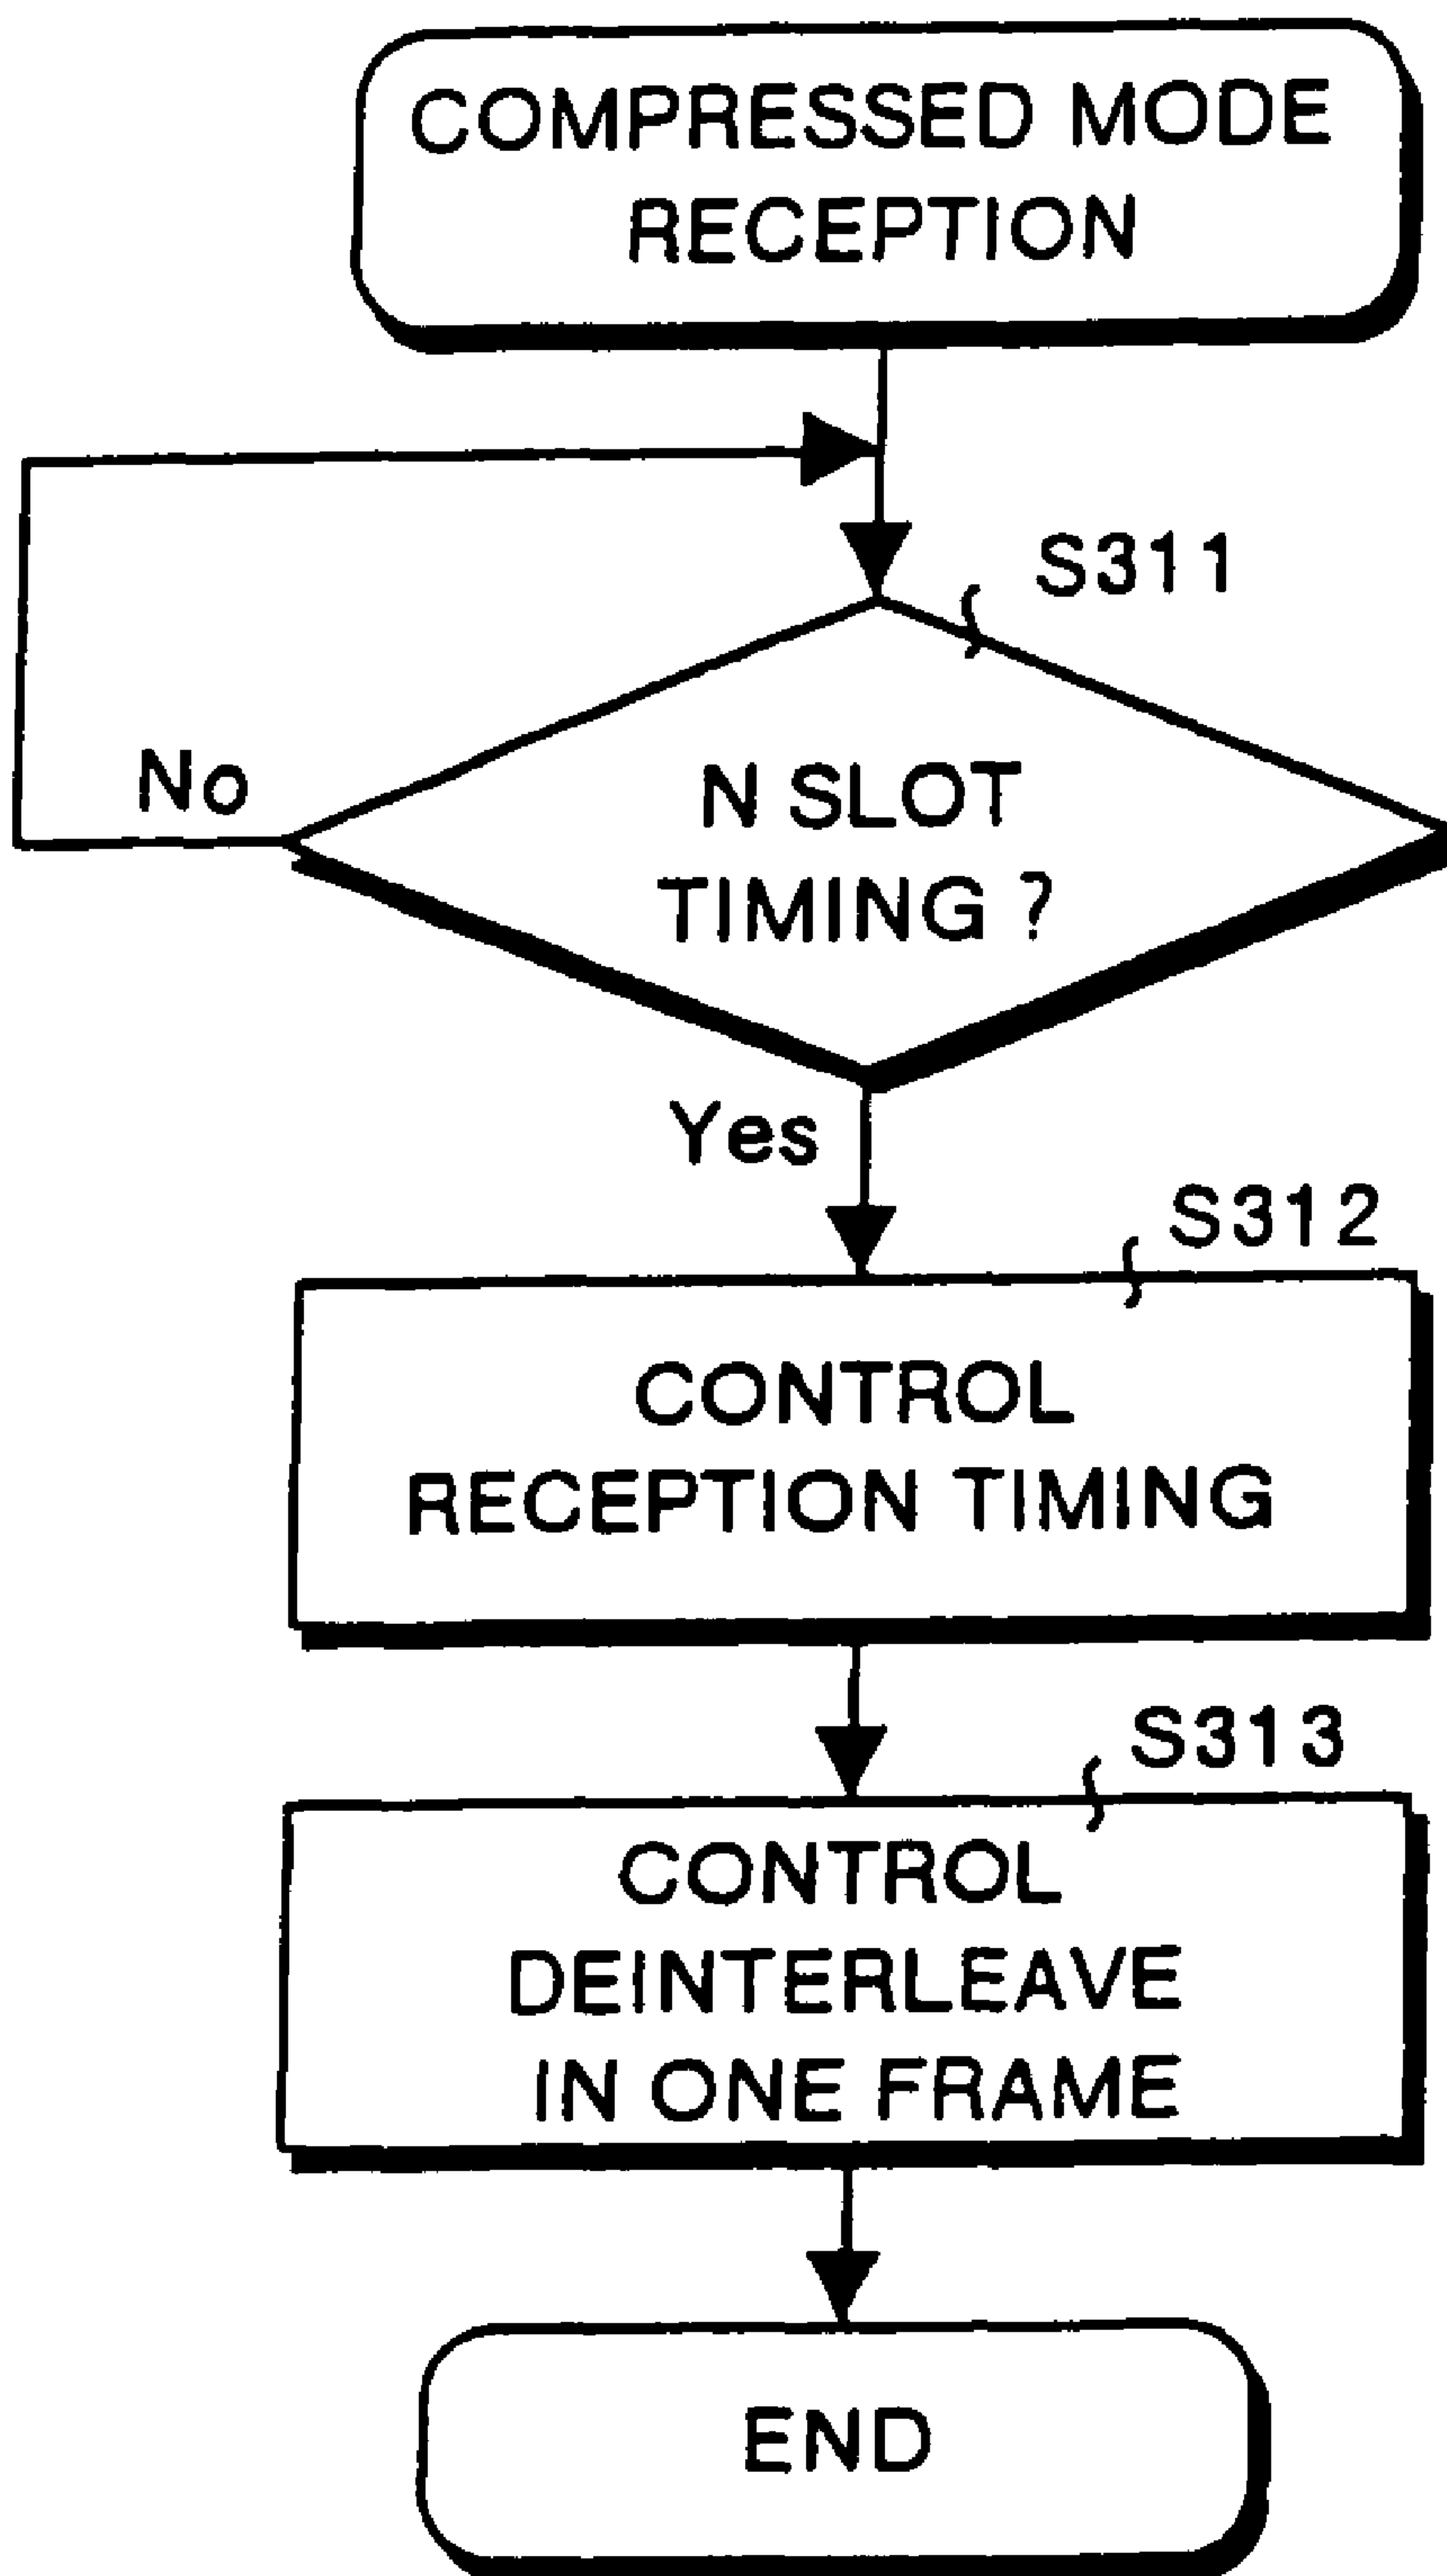 COMPRESSED MODE
RECEPTION
S311
No
N SLOT
TIMING ?
Yes
S312
CONTROL
RECEPTION TIMING
S313
CONTROL
DEINTERLEAVE
IN ONE FRAME
END